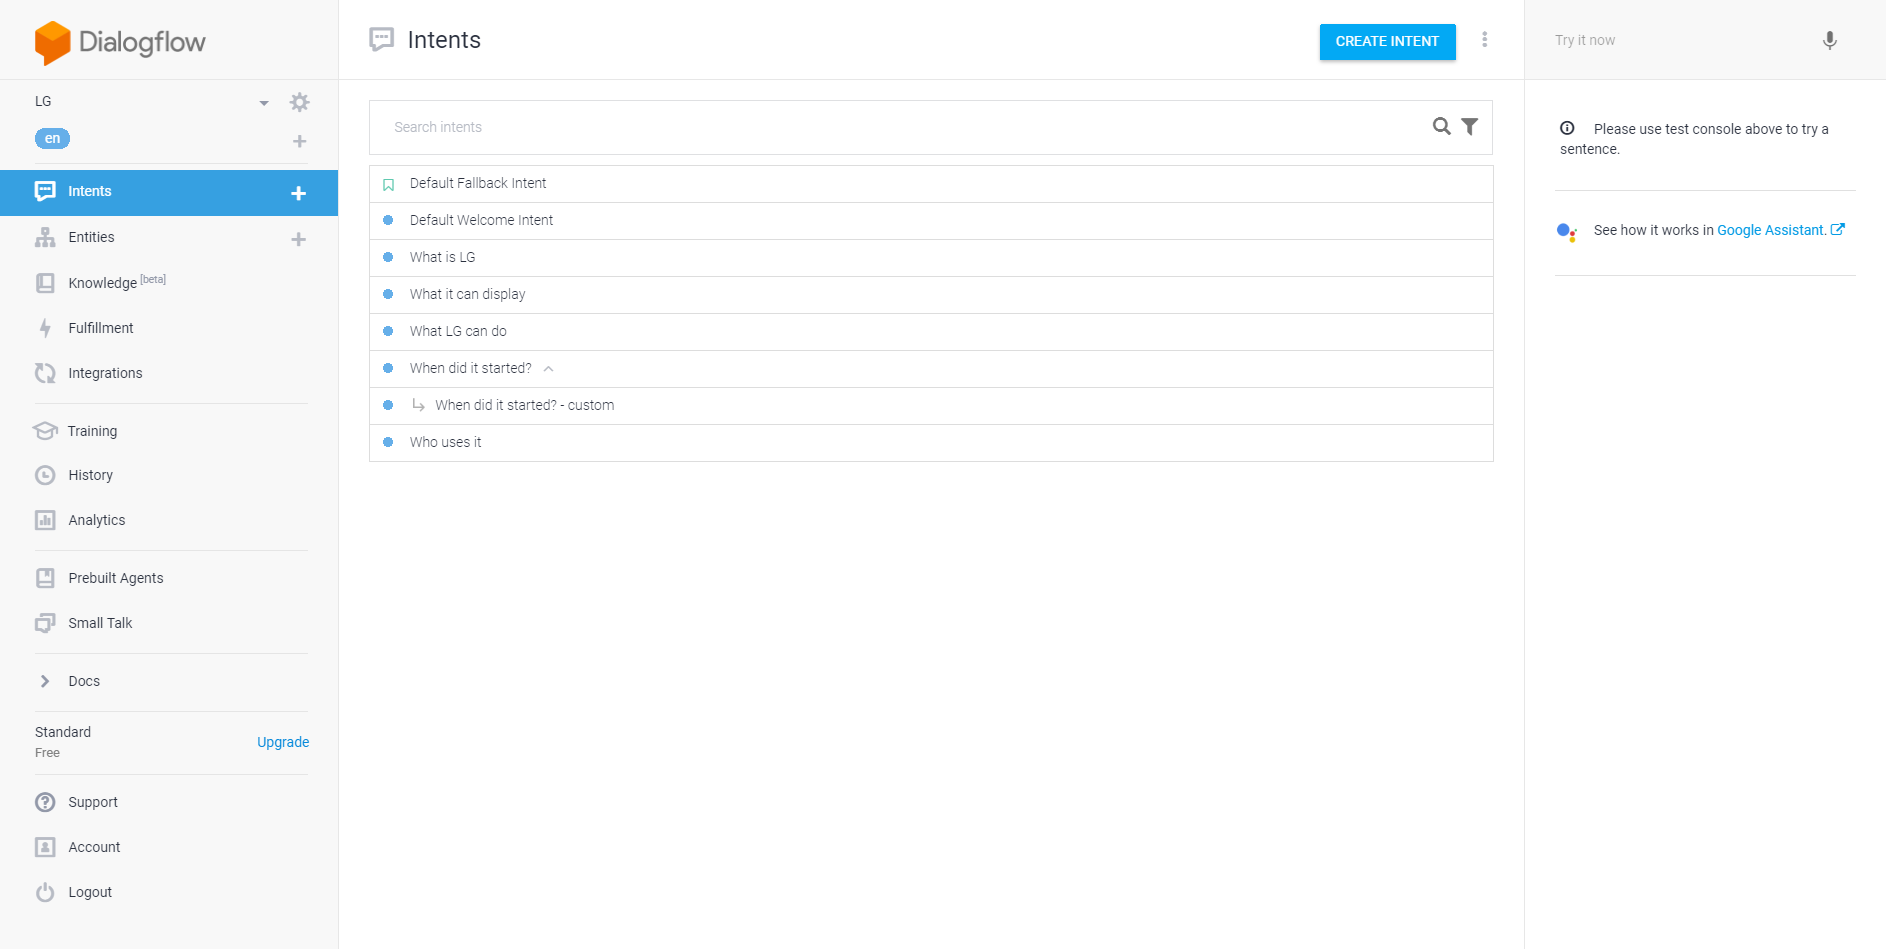 Dialogflow
LG
en
Intents
Entities
Knowledge [beta]
Fulfillment
Integrations
Training
History
Analytics
Prebuilt Agents
Small Talk
Docs
Standard
Free
Upgrade
Support
Account
Logout
Intents
CREATE INTENT
Search intents
Default Fallback Intent
Default Welcome Intent
What is LG
What it can display
What LG can do
When did it started?
When did it started? - custom
Who uses it
Try it now
Please use test console above to try a
sentence.
See how it works in Google Assistant.